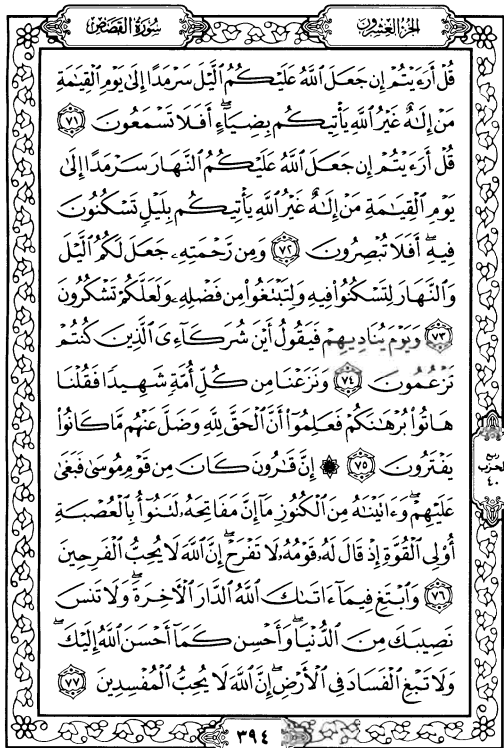 سورة القصص
الجزء العشرون
قُلْ أَرَءَيْتُمْ إِن جَعَلَ ٱللَّهُ عَلَيْكُمُ ٱلَّيْلَ سَرْمَدًا إِلَىٰ يَوْمِ ٱلْقِيَٰمَةِ
مَنْ إِلَٰهٌ غَيْرُ ٱللَّهِ يَأْتِيكُم بِضِيَآءٍ ۖ أَفَلَا تَسْمَعُونَ ٧١
قُلْ أَرَءَيْتُمْ إِن جَعَلَ ٱللَّهُ عَلَيْكُمُ ٱلنَّهَارَ سَرْمَدًا إِلَىٰ
يَوْمِ ٱلْقِيَٰمَةِ مَنْ إِلَٰهٌ غَيْرُ ٱللَّهِ يَأْتِيكُم بِلَيْلٍ تَسْكُنُونَ
فِيهِ ۖ أَفَلَا تُبْصِرُونَ ٧٢ وَمِن رَّحْمَتِهِۦ جَعَلَ لَكُمُ ٱلَّيْلَ
وَٱلنَّهَارَ لِتَسْكُنُوا۟ فِيهِ وَلِتَبْتَغُوا۟ مِن فَضْلِهِۦ وَلَعَلَّكُمْ تَشْكُرُونَ
٧٣ وَيَوْمَ يُنَادِيهِمْ فَيَقُولُ أَيْنَ شُرَكَآءِىَ ٱلَّذِينَ كُنتُمْ
تَزْعُمُونَ ٧٤ وَنَزَعْنَا مِن كُلِّ أُمَّةٍ شَهِيدًا فَقُلْنَا
هَاتُوا۟ بُرْهَٰنَكُمْ فَعَلِمُوٓا۟ أَنَّ ٱلْحَقَّ لِلَّهِ وَضَلَّ عَنْهُم مَّا كَانُوا۟
يَفْتَرُونَ ٧٥ ۞ إِنَّ قَٰرُونَ كَانَ مِن قَوْمِ مُوسَىٰ فَبَغَىٰ
عَلَيْهِمْ ۖ وَءَاتَيْنَٰهُ مِنَ ٱلْكُنُوزِ مَآ إِنَّ مَفَاتِحَهُۥ لَتَنُوٓأُ بِٱلْعُصْبَةِ
أُو۟لِى ٱلْقُوَّةِ إِذْ قَالَ لَهُۥ قَوْمُهُۥ لَا تَفْرَحْ ۖ إِنَّ ٱللَّهَ لَا يُحِبُّ ٱلْفَرِحِينَ
٧٦ وَٱبْتَغِ فِيمَآ ءَاتَىٰكَ ٱللَّهُ ٱلدَّارَ ٱلْءَاخِرَةَ ۖ وَلَا تَنسَ
نَصِيبَكَ مِنَ ٱلدُّنْيَا ۖ وَأَحْسِن كَمَآ أَحْسَنَ ٱللَّهُ إِلَيْكَ ۖ
وَلَا تَبْغِ ٱلْفَسَادَ فِى ٱلْأَرْضِ ۖ إِنَّ ٱللَّهَ لَا يُحِبُّ ٱلْمُفْسِدِينَ ٧٧
ربع
الحزب
٤٠
٣٩٤